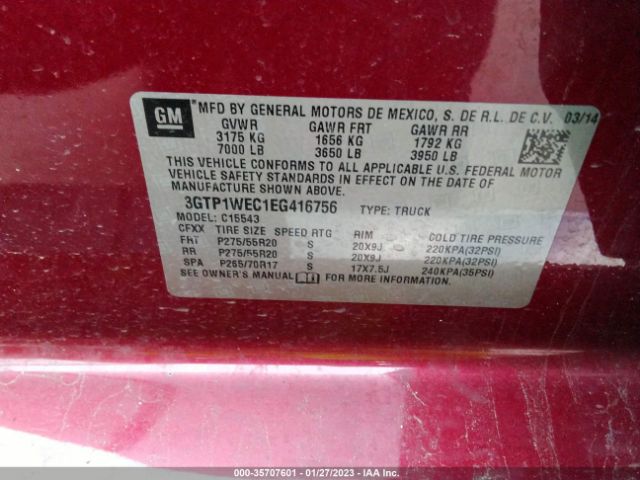 GM
*MFD BY GENERAL MOTORS DE MEXICO, S. DE R.L. DE C.V. 03/14
GVWR GAWR FRT GAWR RR
3175 KG 1656 KG 1792 KG
7000 LB 3650 LB 3950 LB
THIS VEHICLE CONFORMS TO ALL APPLICABLE U.S. FEDERAL MOTOR
VEHICLE SAFETY STANDARDS IN EFFECT ON THE DATE OF
MANUFACTURE SHOWN ABOVE.
3GTP1WEC1EG416756 TYPE: TRUCK
MODEL: C15543
CFXX TIRE SIZE SPEED RTG RIM COLD TIRE PRESSURE
FRT P275/55R20 S 20X9J 220KPA(32PSI)
RR P275/55R20 S 20X9J 220KPA(32PSI)
SPA P265/70R17 S 17X7.5J 240KPA(35PSI)
SEE OWNER'S MANUAL FOR MORE INFORMATION
000-35707601 - 01/27/2023 - IAA Inc.